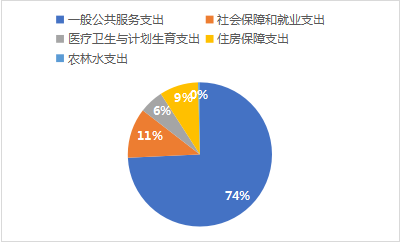 一般公共服务支出 社会保障和就业支出
医疗卫生与计划生育支出 住房保障支出
农林水支出
9% 0%
6%
11%
74%